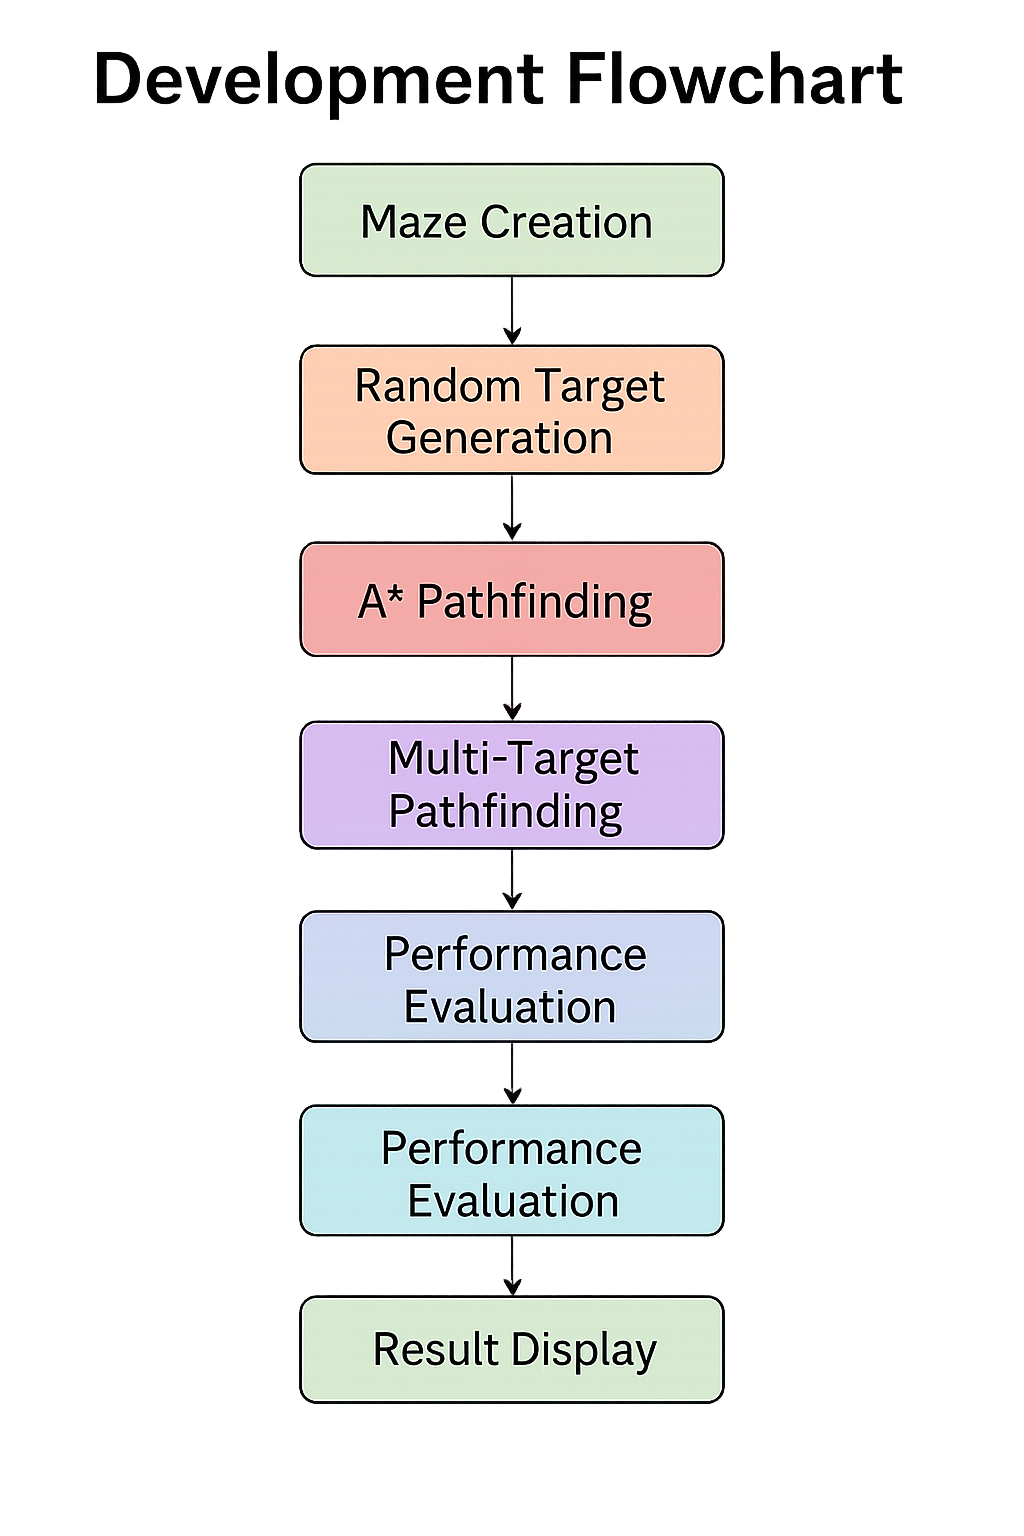 Development Flowchart
Maze Creation
Random Target
Generation
A* Pathfinding
Multi-Target
Pathfinding
Performance
Evaluation
Performance
Evaluation
Result Display